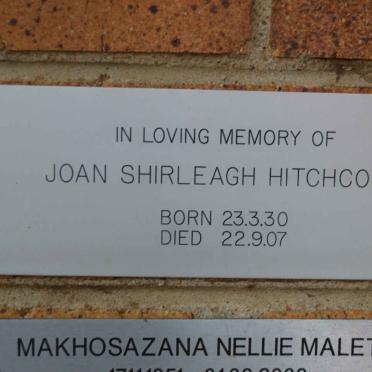 IN LOVING MEMORY OF
JOAN SHIRLEAGH HITCHCO
BORN 23.3.30
DIED 22.9.07
MAKHOSAZANA NELLIE MALET